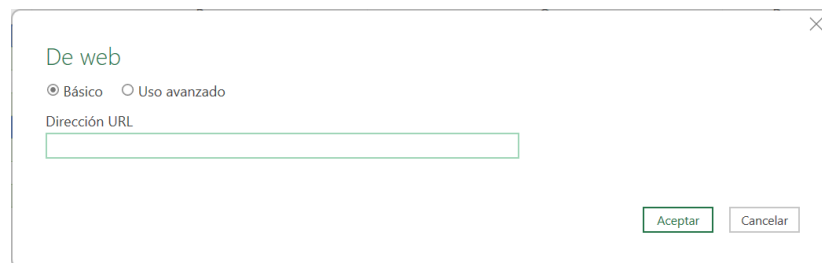 De web
Básico Uso avanzado
Dirección URL
Aceptar Cancelar